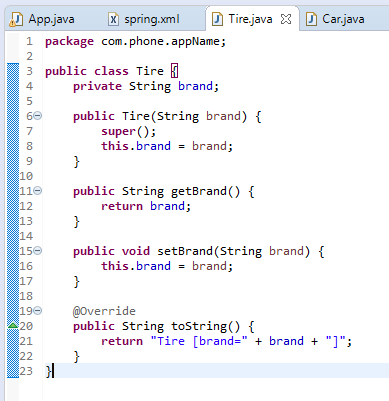 App.java spring.xml Tire.java Car.java
1 package com.phone.appName;
2
3 public class Tire {
4     private String brand;
5
6     public Tire(String brand) {
7         super();
8         this.brand = brand;
9     }
10
11     public String getBrand() {
12         return brand;
13     }
14
15     public void setBrand(String brand) {
16         this.brand = brand;
17     }
18
19     @Override
20     public String toString() {
21         return "Tire [brand=" + brand + "]";
22     }
23 }